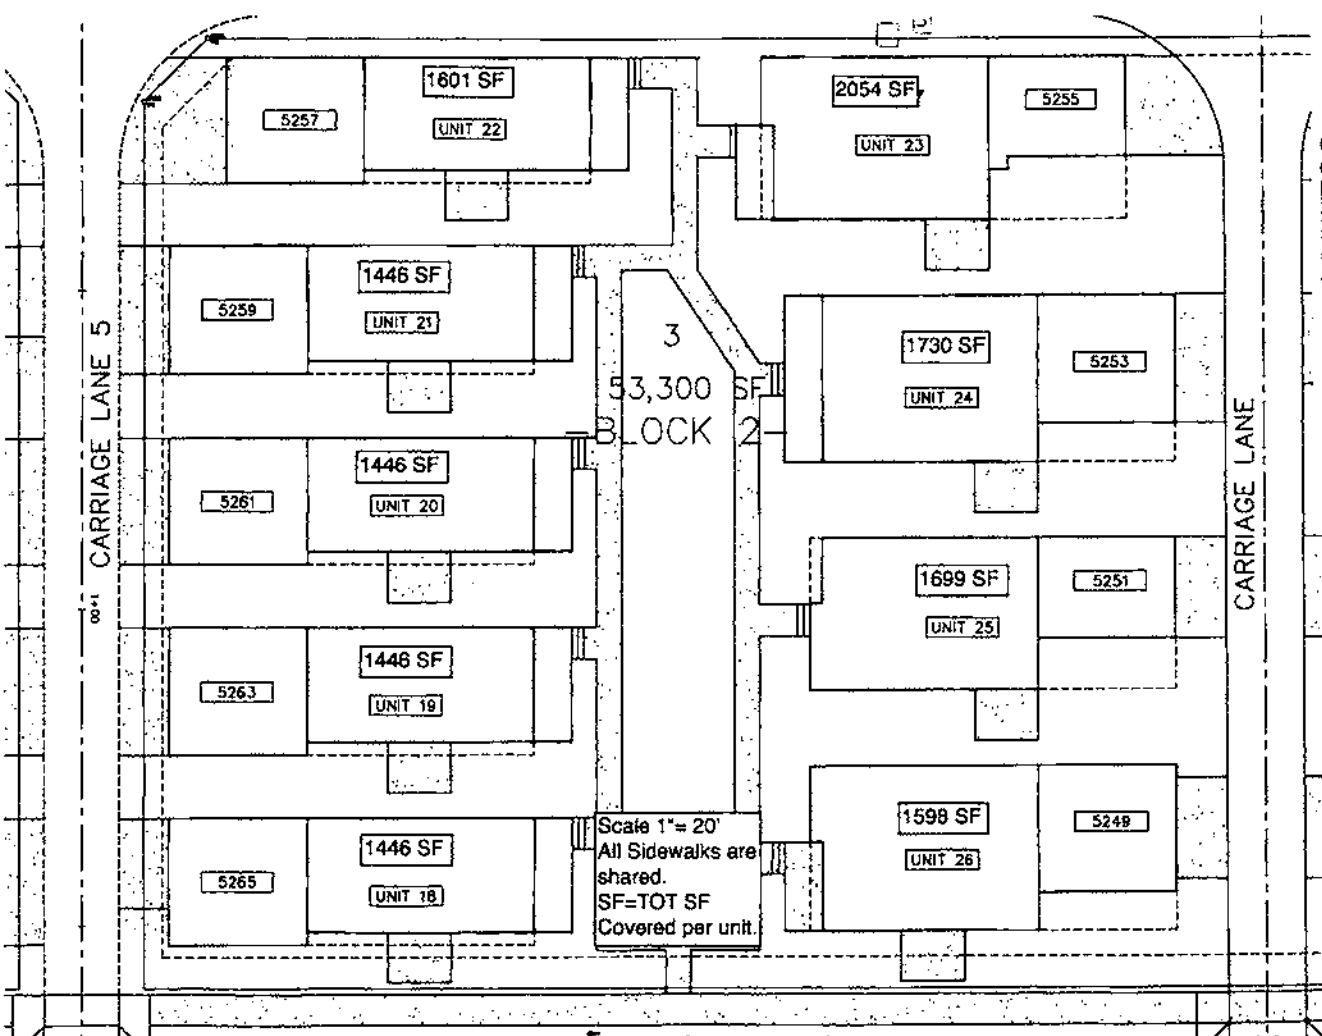 1601 SF
5257
UNIT 22
2054 SF
5255
UNIT 23
1446 SF
5259
UNIT 21
3
53,300 SF
BLOCK 2
1730 SF
5253
UNIT 24
CARRIAGE LANE 5
1+00
CARRIAGE LANE
1446 SF
5261
UNIT 20
1699 SF
5251
UNIT 25
1446 SF
5263
UNIT 19
1598 SF
5249
UNIT 26
1446 SF
5265
UNIT 18
Scale 1"= 20'
All Sidewalks are
shared.
SF=TOT SF
Covered per unit.